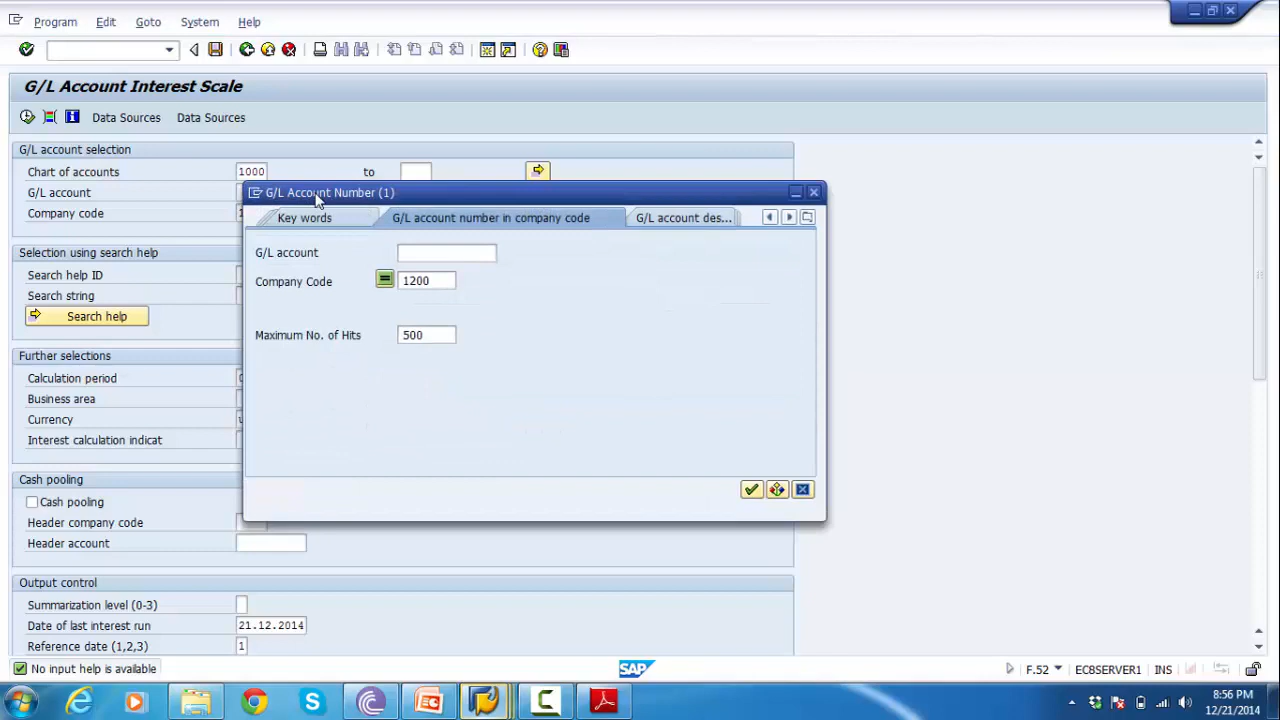 Program Edit Goto System Help
G/L Account Interest Scale
Data Sources Data Sources
G/L account selection
Chart of accounts 1000 to
G/L account
Company code
Selection using search help
Search help ID
Search string
Search help
Further selections
Calculation period
Business area
Currency
Interest calculation indicat
Cash pooling
Cash pooling
Header company code
Header account
Output control
Summarization level (0-3)
Date of last interest run 21.12.2014
Reference date (1,2,3) 1
G/L Account Number (1)
Key words G/L account number in company code G/L account des...
G/L account
Company Code 1200
Maximum No. of Hits 500
No input help is available SAP F.52 EC8SERVER1 INS
8:56 PM
12/21/2014